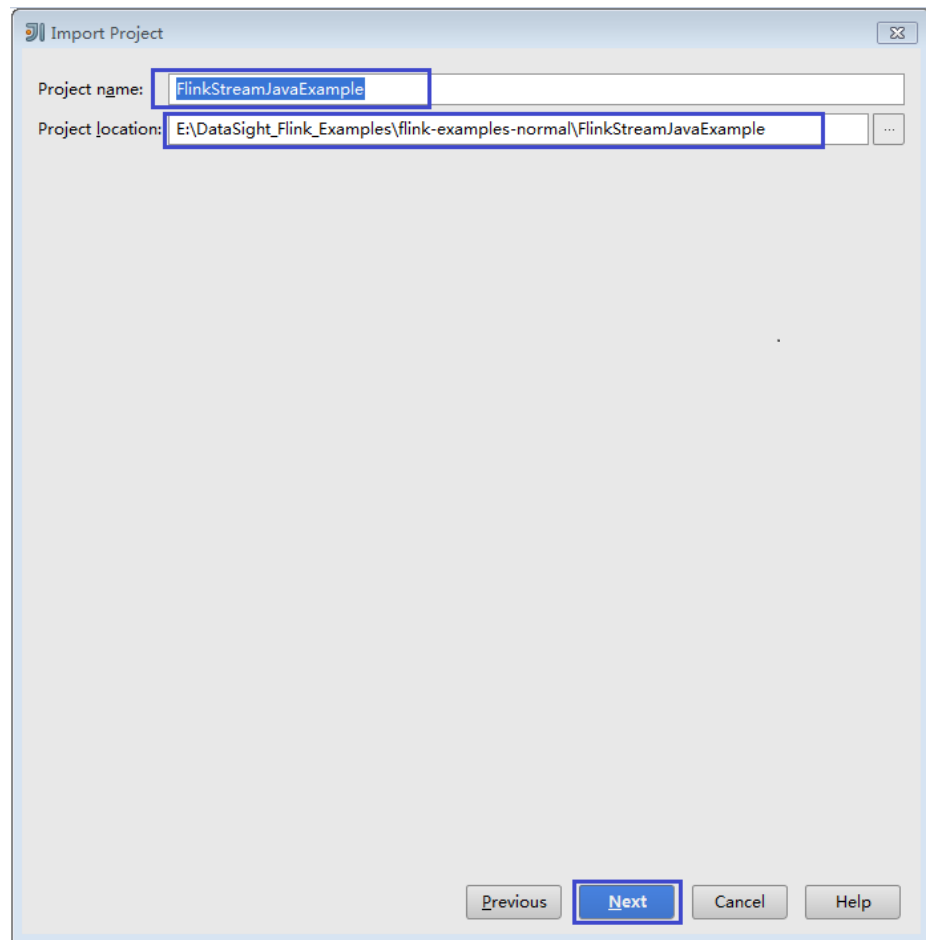 Import Project
Project name: FlinkStreamJavaExample
Project location: E:\DataSight_Flink_Examples\flink-examples-normal\FlinkStreamJavaExample ...
Previous Next Cancel Help